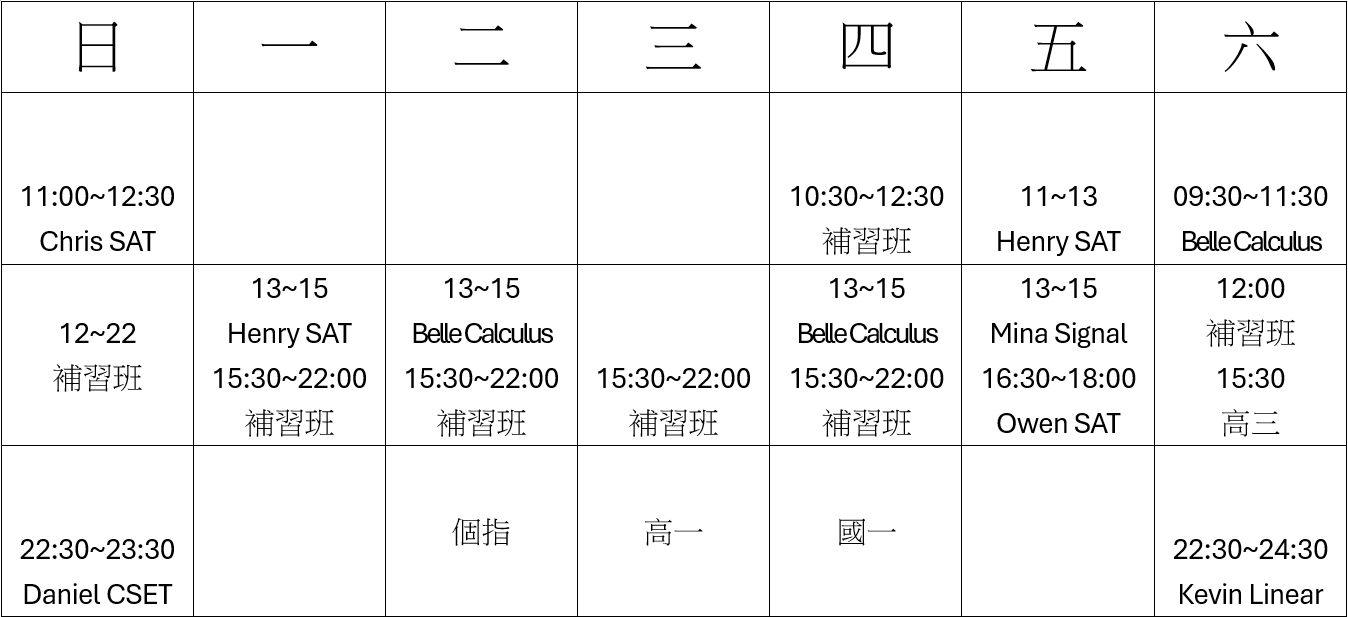 日 一 二 三 四 五 六
11:00~12:30
Chris SAT
10:30~12:30
補習班
11~13
Henry SAT
09:30~11:30
Belle Calculus
12~22
補習班
13~15
Henry SAT
15:30~22:00
補習班
13~15
Belle Calculus
15:30~22:00
補習班
15:30~22:00
補習班
13~15
Belle Calculus
15:30~22:00
補習班
13~15
Mina Signal
16:30~18:00
Owen SAT
12:00
補習班
15:30
高三
22:30~23:30
Daniel CSET
個指
高一
國一
22:30~24:30
Kevin Linear